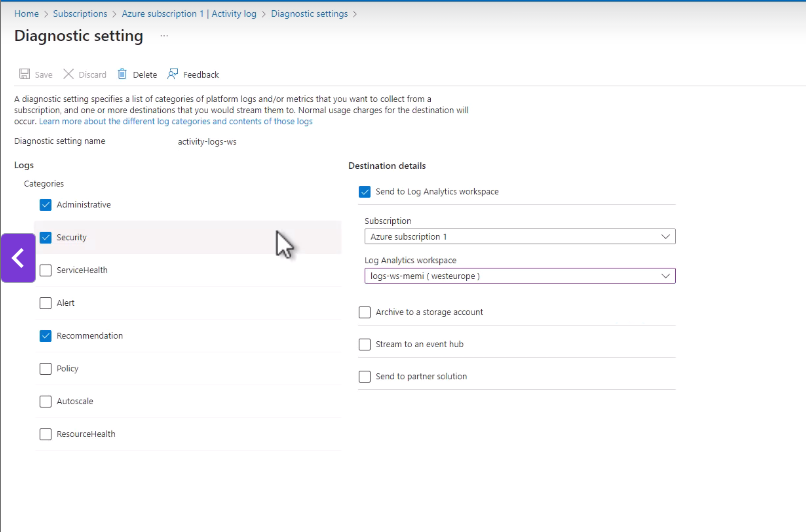 Home > Subscriptions > Azure subscription 1 | Activity log > Diagnostic settings >
Diagnostic setting ...
Save Discard Delete Feedback
A diagnostic setting specifies a list of categories of platform logs and/or metrics that you want to collect from a
subscription, and one or more destinations that you would stream them to. Normal usage charges for the destination will
occur. Learn more about the different log categories and contents of those logs
Diagnostic setting name activity-logs-ws
Logs
Categories
Administrative
Security
ServiceHealth
Alert
Recommendation
Policy
Autoscale
ResourceHealth
Destination details
Send to Log Analytics workspace
Subscription
Azure subscription 1
Log Analytics workspace
logs-ws-memi ( westeurope )
Archive to a storage account
Stream to an event hub
Send to partner solution